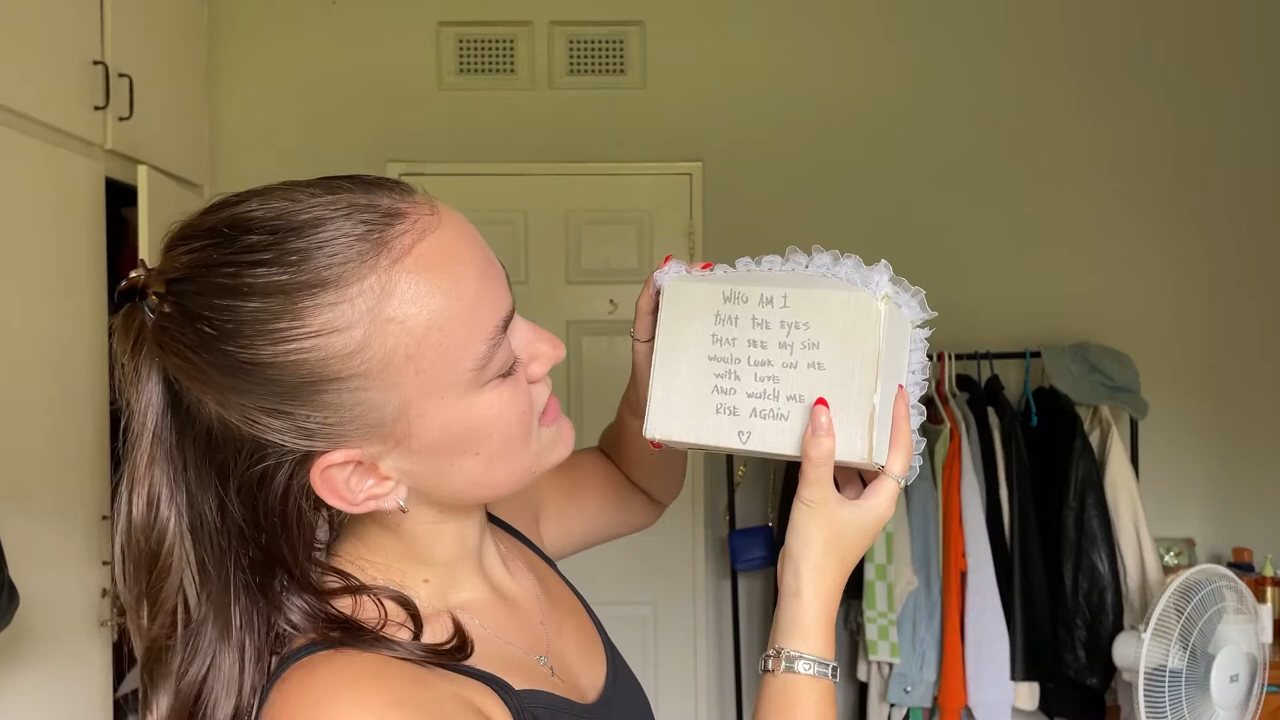 WHO AM I
that the eyes
that see my sin
would look on me
with love
AND watch me
RISE AGAIN
♡